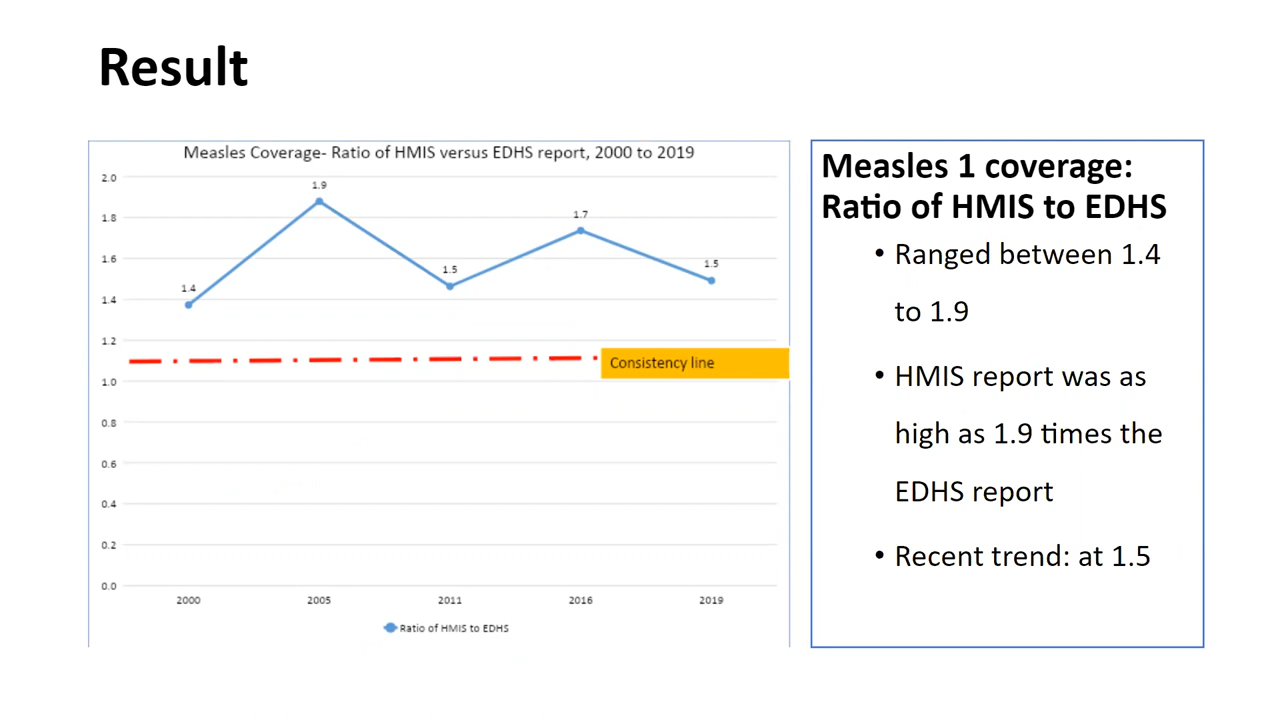 Result
Measles Coverage- Ratio of HMIS versus EDHS report, 2000 to 2019
2.0
1.8
1.6
1.4
1.2
1.0
0.8
0.6
0.4
0.2
0.0
1.4
1.9
1.5
1.7
1.5
Consistency line
2000 2005 2011 2016 2019
Ratio of HMIS to EDHS
Measles 1 coverage:
Ratio of HMIS to EDHS
• Ranged between 1.4
to 1.9
• HMIS report was as
high as 1.9 times the
EDHS report
• Recent trend: at 1.5